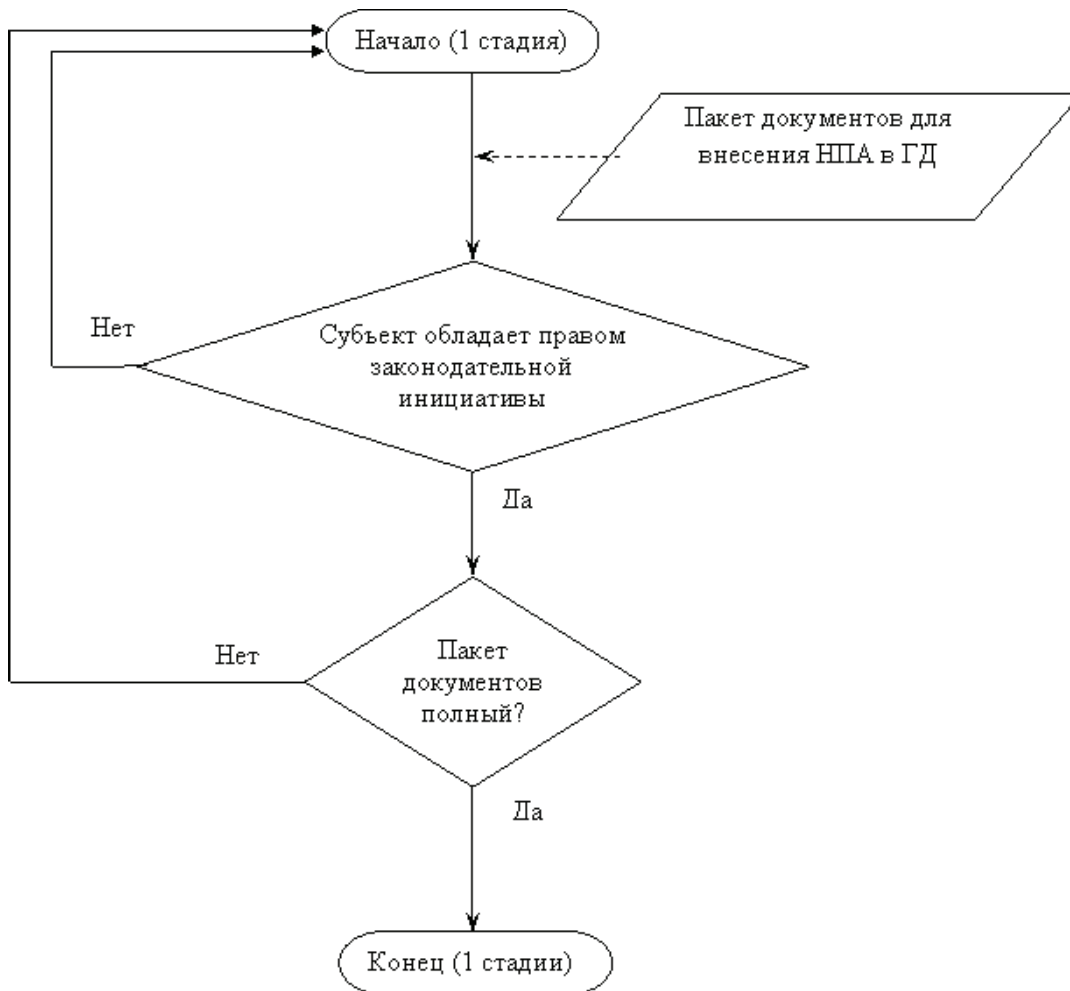 Начало (1 стадия)
Пакет документов для
внесения НПА в ГД
Нет
Субъект обладает правом
законодательной
инициативы
Да
Нет
Пакет
документов
полный?
Да
Конец (1 стадии)